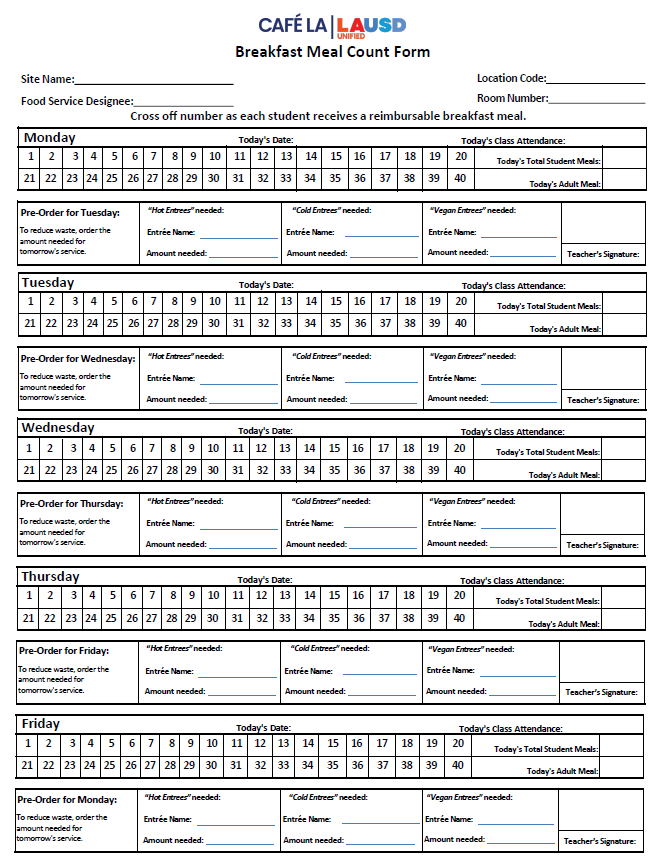 CAFÉ LA LAUSD
UNIFIED
Breakfast Meal Count Form
Site Name: Location Code:
Food Service Designee: Room Number:
Cross off number as each student receives a reimbursable breakfast meal.
Monday Today's Date: Today's Class Attendance:
1 2 3 4 5 6 7 8 9 10 11 12 13 14 15 16 17 18 19 20 Today's Total Student Meals:
21 22 23 24 25 26 27 28 29 30 31 32 33 34 35 36 37 38 39 40 Today's Adult Meal:
Pre-Order for Tuesday: "Hot Entrees" needed: "Cold Entrees" needed: "Vegan Entrees" needed:
To reduce waste, order the
amount needed for
tomorrow's service.
Entrée Name: Entrée Name: Entrée Name:
Amount needed: Amount needed: Amount needed: Teacher's Signature:
Tuesday Today's Date: Today's Class Attendance:
1 2 3 4 5 6 7 8 9 10 11 12 13 14 15 16 17 18 19 20 Today's Total Student Meals:
21 22 23 24 25 26 27 28 29 30 31 32 33 34 35 36 37 38 39 40 Today's Adult Meal:
Pre-Order for Wednesday: "Hot Entrees" needed: "Cold Entrees" needed: "Vegan Entrees" needed:
To reduce waste, order the
amount needed for
tomorrow's service.
Entrée Name: Entrée Name: Entrée Name:
Amount needed: Amount needed: Amount needed: Teacher's Signature:
Wednesday Today's Date: Today's Class Attendance:
1 2 3 4 5 6 7 8 9 10 11 12 13 14 15 16 17 18 19 20 Today's Total Student Meals:
21 22 23 24 25 26 27 28 29 30 31 32 33 34 35 36 37 38 39 40 Today's Adult Meal:
Pre-Order for Thursday: "Hot Entrees" needed: "Cold Entrees" needed: "Vegan Entrees" needed:
To reduce waste, order the
amount needed for
tomorrow's service.
Entrée Name: Entrée Name: Entrée Name:
Amount needed: Amount needed: Amount needed: Teacher's Signature:
Thursday Today's Date: Today's Class Attendance:
1 2 3 4 5 6 7 8 9 10 11 12 13 14 15 16 17 18 19 20 Today's Total Student Meals:
21 22 23 24 25 26 27 28 29 30 31 32 33 34 35 36 37 38 39 40 Today's Adult Meal:
Pre-Order for Friday: "Hot Entrees" needed: "Cold Entrees" needed: "Vegan Entrees" needed:
To reduce waste, order the
amount needed for
tomorrow's service.
Entrée Name: Entrée Name: Entrée Name:
Amount needed: Amount needed: Amount needed: Teacher's Signature:
Friday Today's Date: Today's Class Attendance:
1 2 3 4 5 6 7 8 9 10 11 12 13 14 15 16 17 18 19 20 Today's Total Student Meals:
21 22 23 24 25 26 27 28 29 30 31 32 33 34 35 36 37 38 39 40 Today's Adult Meal:
Pre-Order for Monday: "Hot Entrees" needed: "Cold Entrees" needed: "Vegan Entrees" needed:
To reduce waste, order the
amount needed for
tomorrow's service.
Entrée Name: Entrée Name: Entrée Name:
Amount needed: Amount needed: Amount needed: Teacher's Signature: